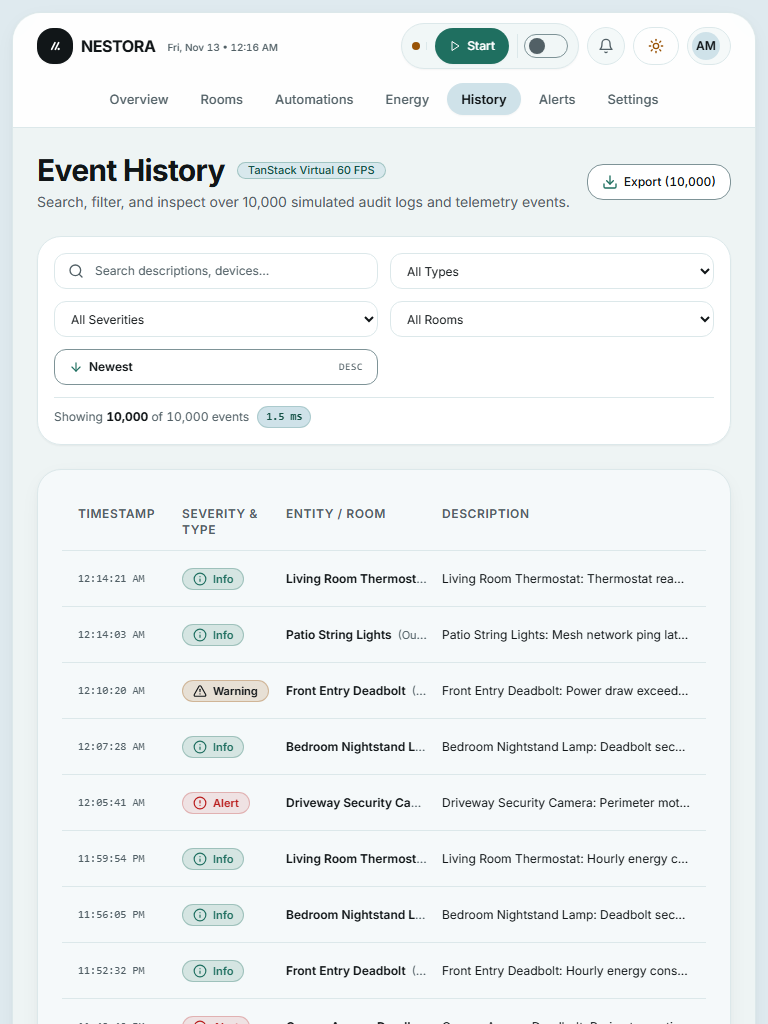 NESTORA
Fri, Nov 13 • 12:16 AM
Start
AM
Overview Rooms Automations Energy History Alerts Settings
Event History
TanStack Virtual 60 FPS
Search, filter, and inspect over 10,000 simulated audit logs and telemetry events.
Export (10,000)
Search descriptions, devices...
All Types
All Severities
All Rooms
Newest DESC
Showing 10,000 of 10,000 events 1.5 ms
TIMESTAMP SEVERITY & TYPE ENTITY / ROOM DESCRIPTION
12:14:21 AM Info Living Room Thermost... Living Room Thermostat: Thermostat rea...
12:14:03 AM Info Patio String Lights (Ou... Patio String Lights: Mesh network ping lat...
12:10:20 AM Warning Front Entry Deadbolt (... Front Entry Deadbolt: Power draw exceed...
12:07:28 AM Info Bedroom Nightstand L... Bedroom Nightstand Lamp: Deadbolt sec...
12:05:41 AM Alert Driveway Security Ca... Driveway Security Camera: Perimeter mot...
11:59:54 PM Info Living Room Thermost... Living Room Thermostat: Hourly energy c...
11:56:05 PM Info Bedroom Nightstand L... Bedroom Nightstand Lamp: Deadbolt sec...
11:52:32 PM Info Front Entry Deadbolt (... Front Entry Deadbolt: Hourly energy cons...